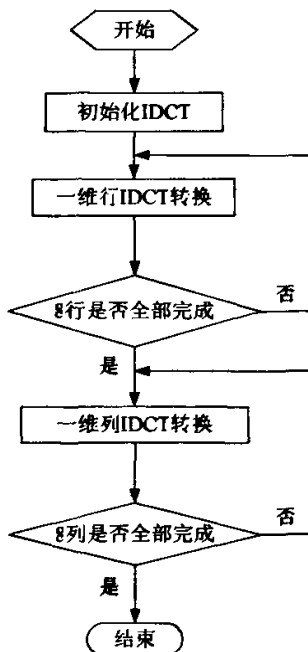 开始
初始化IDCT
一维行IDCT转换
8行是否全部完成
否
是
一维列IDCT转换
8列是否全部完成
否
是
结束